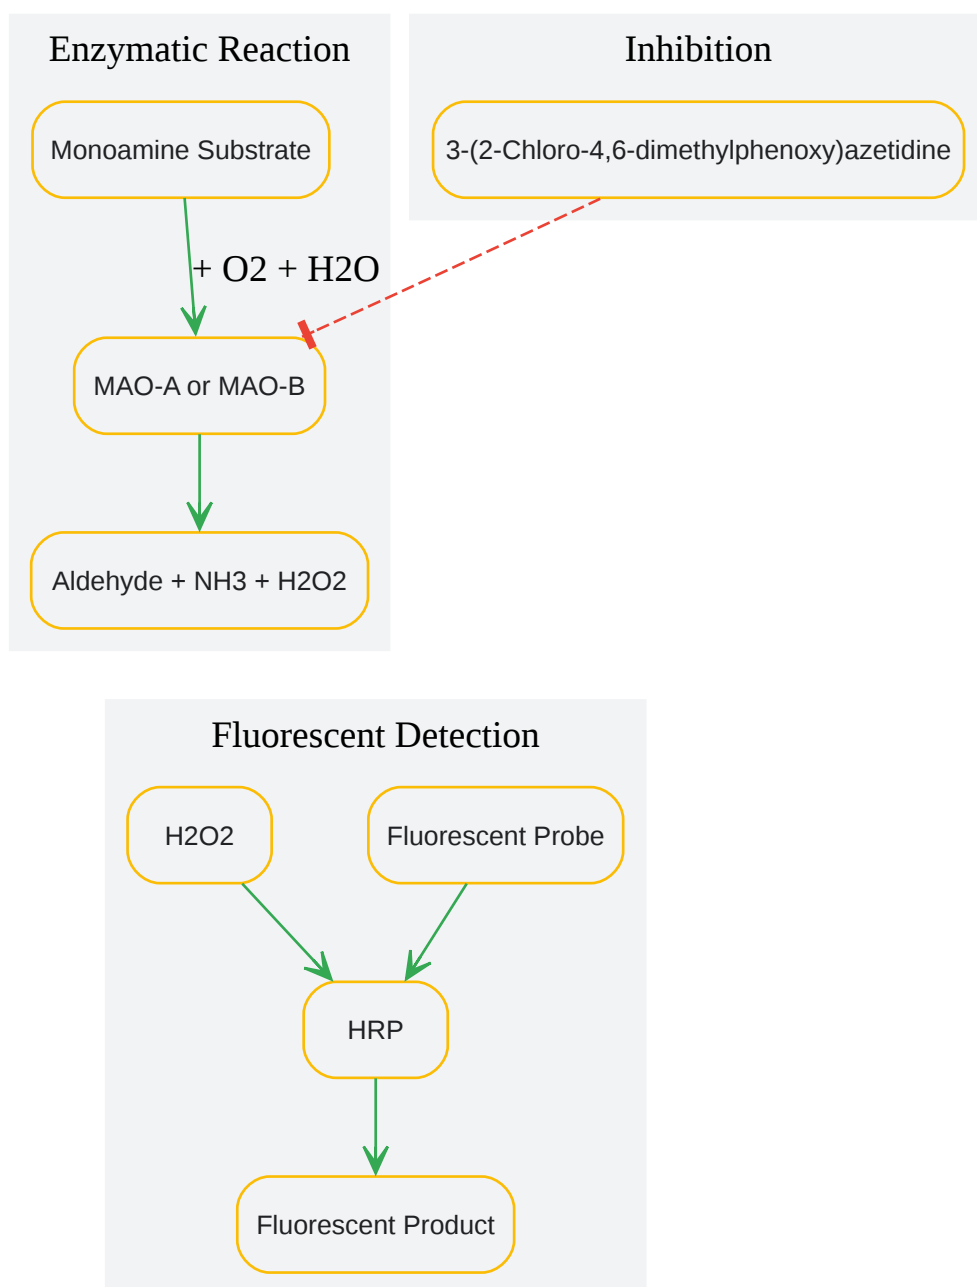 Enzymatic Reaction
Monoamine Substrate
+ O2 + H2O
MAO-A or MAO-B
Aldehyde + NH3 + H2O2
Inhibition
3-(2-Chloro-4,6-dimethylphenoxy)azetidine
Fluorescent Detection
H2O2
Fluorescent Probe
HRP
Fluorescent Product